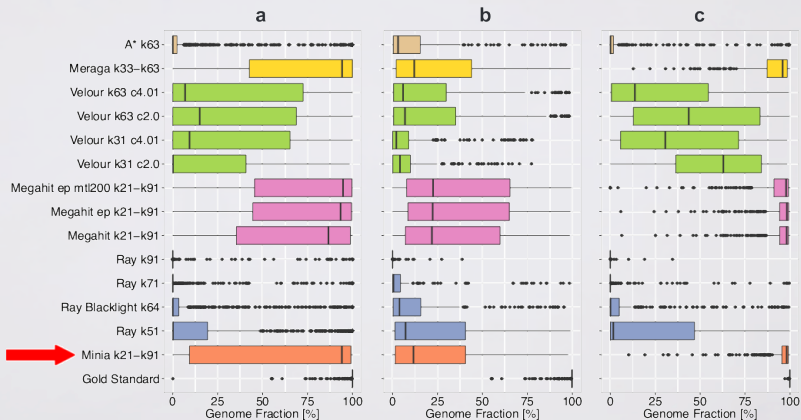 a b c
A* k63
Meraga k33−k63
Velour k63 c4.01
Velour k63 c2.0
Velour k31 c4.01
Velour k31 c2.0
Megahit ep mtl200 k21−k91
Megahit ep k21−k91
Megahit k21−k91
Ray k91
Ray k71
Ray Blacklight k64
Ray k51
Minia k21−k91
Gold Standard
0 25 50 75 100 0 25 50 75 100 0 25 50 75 100
Genome Fraction [%] Genome Fraction [%] Genome Fraction [%]